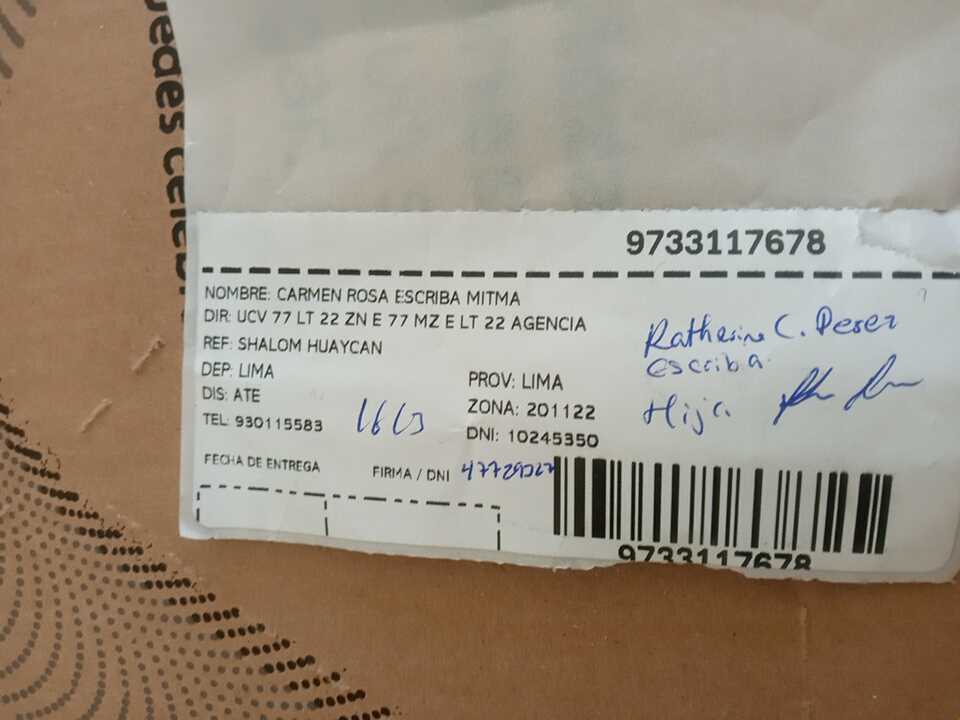 9733117678
NOMBRE: CARMEN ROSA ESCRIBA MITMA
DIR: UCV 77 LT 22 ZN E 77 MZ E LT 22 AGENCIA
REF: SHALOM HUAYCAN
DEP: LIMA
PROV: LIMA
DIS: ATE
ZONA: 201122
TEL: 930115583
DNI: 10245350
Katherine C. Perez
escriba
Hija
FECHA DE ENTREGA
FIRMA / DNI
9733117678